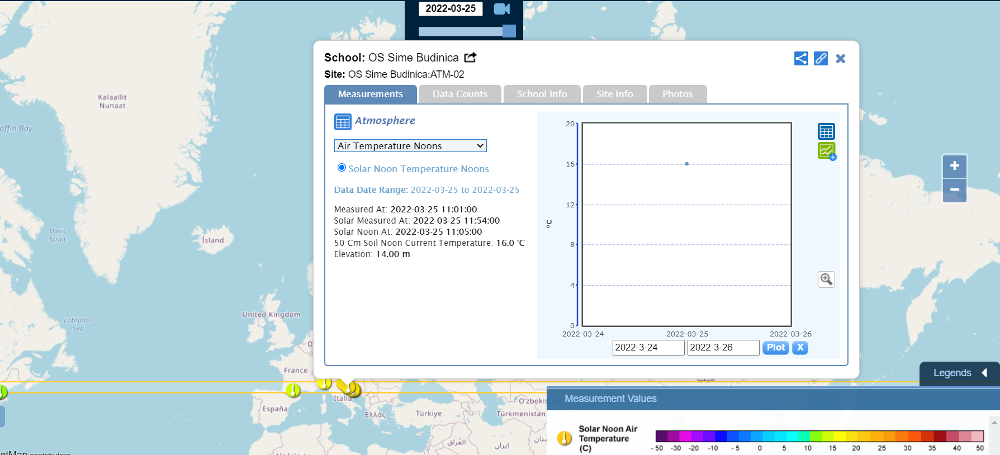 2022-03-25
School: OS Sime Budinica
Site: OS Sime Budinica:ATM-02
Measurements
Data Counts
School Info
Site Info
Photos
Atmosphere
Air Temperature Noons
Solar Noon Temperature Noons
Data Date Range: 2022-03-25 to 2022-03-25
Measured At: 2022-03-25 11:01:00
Solar Measured At: 2022-03-25 11:54:00
Solar Noon At: 2022-03-25 11:05:00
50 Cm Soil Noon Current Temperature: 16.0 °C
Elevation: 14.00 m
20
16
12
8
4
0
°C
2022-03-24
2022-03-25
2022-03-26
2022-3-24
2022-3-26
Plot
X
+
−
Kalaallit
Nunaat
affin Bay
Davis
Strait
Ísland
Labrador
Sea
United Kingdom
D
France
España
Italia
Ελλάς
Türkiye
O'zbekis
Türkmenistan
العراق
ایران
etMap contributors
Legends
Measurement Values
Solar Noon Air
Temperature
(C)
- 50 -30 -20 -10 - 5 0 5 10 15 20 25 30 35 40 50